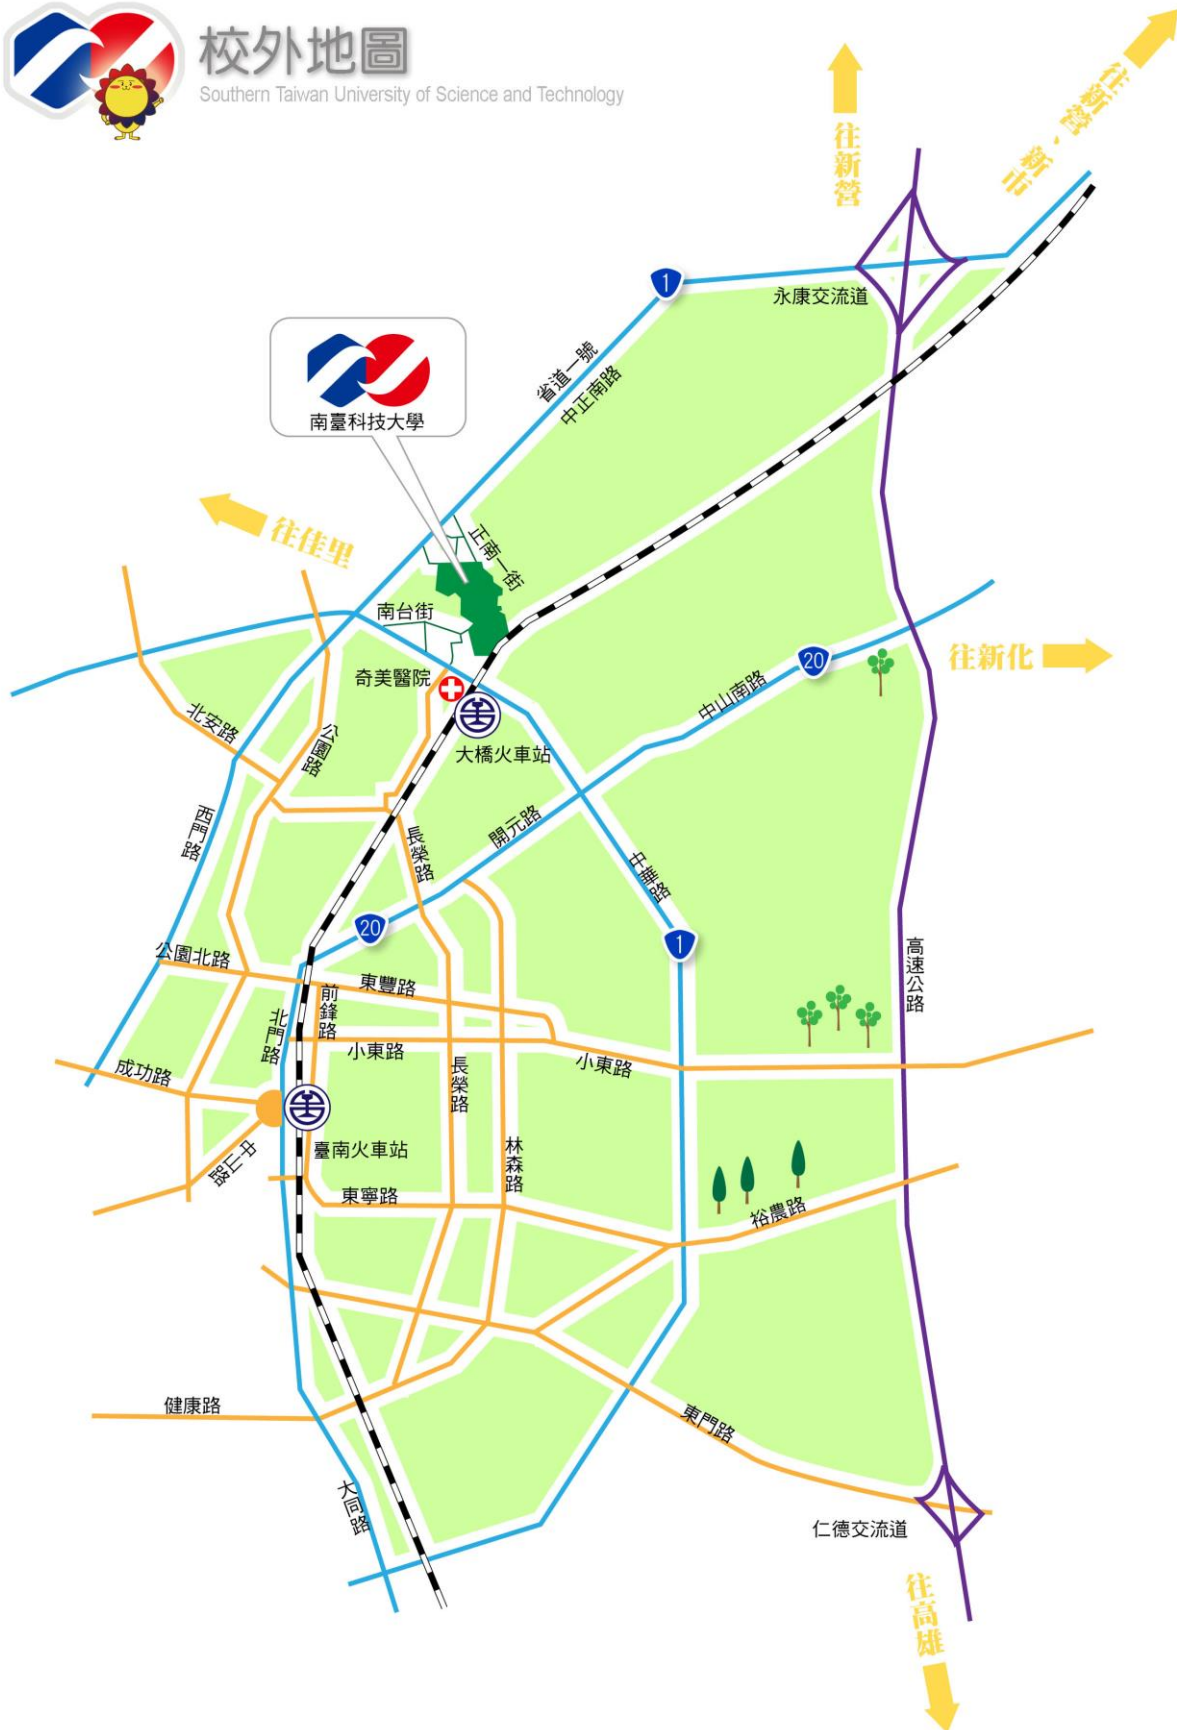 校外地圖
Southern Taiwan University of Science and Technology
往新營
往新營、新市
1
永康交流道
省道一號
中正南路
南臺科技大學
往佳里
正南一街
南台街
奇美醫院
大橋火車站
20
中山南路
往新化
北安路
公園路
西門路
長榮路
開元路
中華路
20
1
高速公路
公園北路
東豐路
前鋒路
北門路
小東路
小東路
成功路
長榮路
臺南火車站
中山路
林森路
東寧路
裕農路
健康路
東門路
大同路
仁德交流道
往高雄